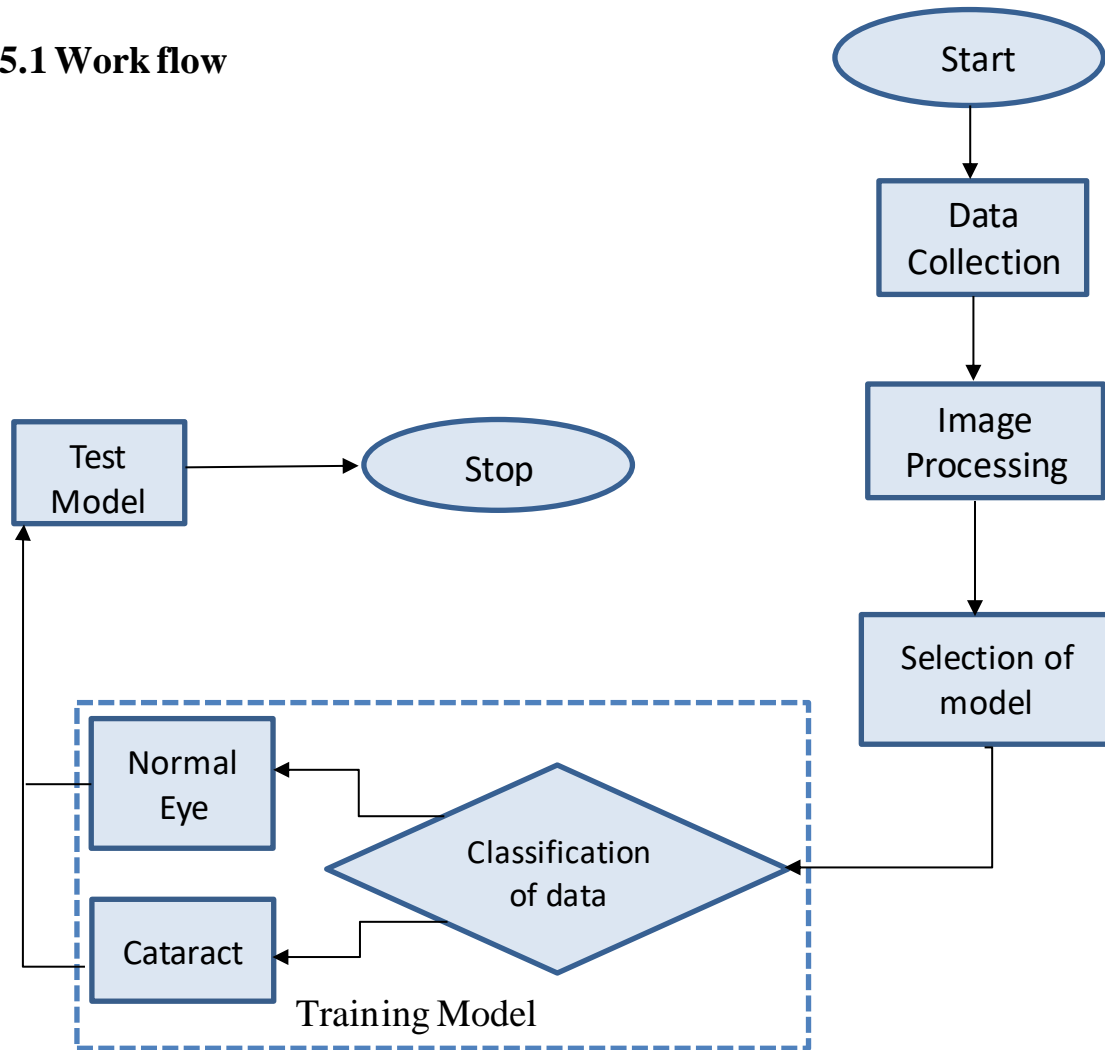 5.1 Work flow
Start
Data
Collection
Image
Processing
Selection of
model
Classification
of data
Normal
Eye
Cataract
Training Model
Test
Model
Stop